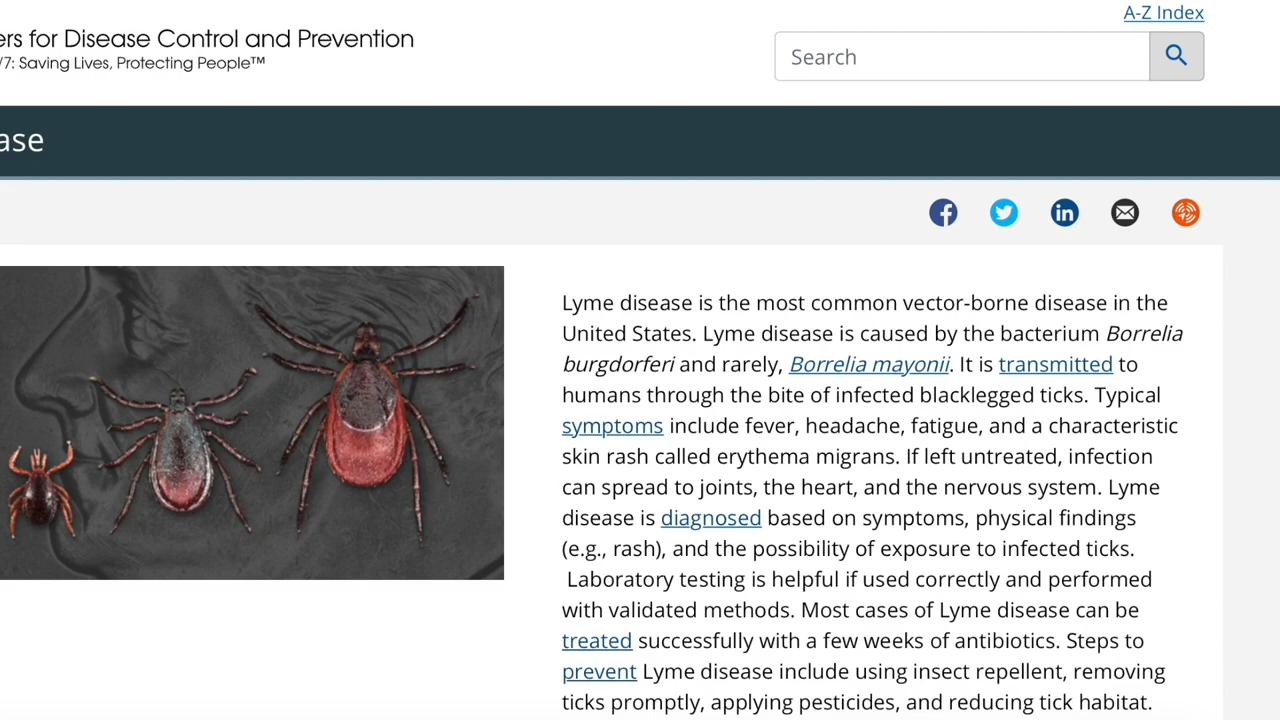 A-Z Index
ers for Disease Control and Prevention
/7: Saving Lives, Protecting People™
Search
ase
Lyme disease is the most common vector-borne disease in the
United States. Lyme disease is caused by the bacterium Borrelia
burgdorferi and rarely, Borrelia mayonii. It is transmitted to
humans through the bite of infected blacklegged ticks. Typical
symptoms include fever, headache, fatigue, and a characteristic
skin rash called erythema migrans. If left untreated, infection
can spread to joints, the heart, and the nervous system. Lyme
disease is diagnosed based on symptoms, physical findings
(e.g., rash), and the possibility of exposure to infected ticks.
Laboratory testing is helpful if used correctly and performed
with validated methods. Most cases of Lyme disease can be
treated successfully with a few weeks of antibiotics. Steps to
prevent Lyme disease include using insect repellent, removing
ticks promptly, applying pesticides, and reducing tick habitat.